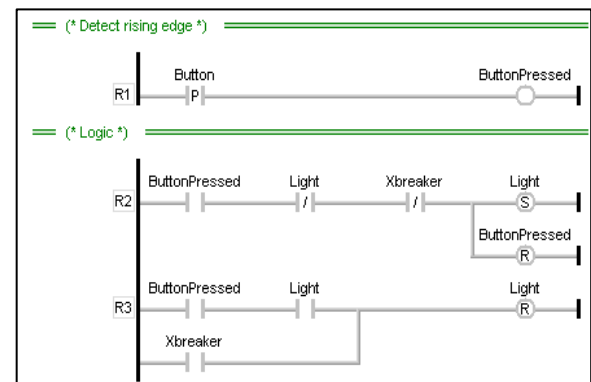 (* Detect rising edge *)
Button ButtonPressed
R1 P
(* Logic *)
ButtonPressed Light Xbreaker Light
R2 / / S
ButtonPressed
R
ButtonPressed Light Light
R3 R
Xbreaker